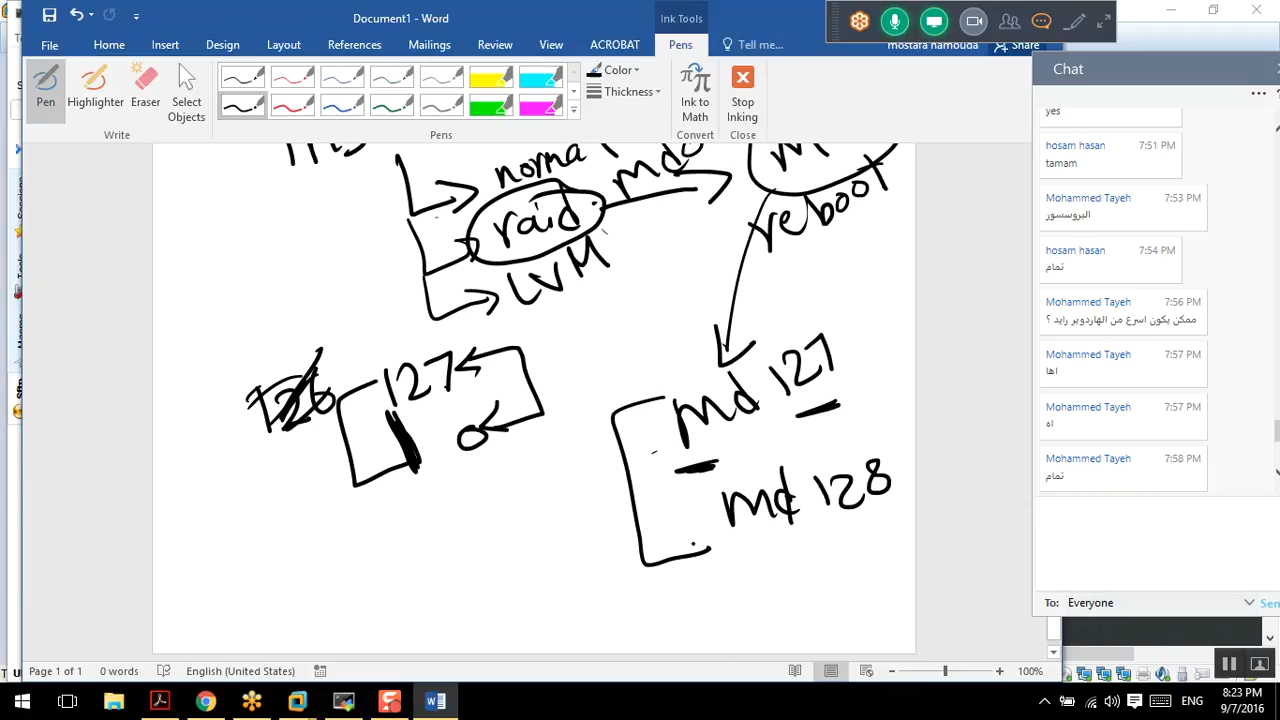 Document1 - Word
Ink Tools
File
Home
Insert
Design
Layout
References
Mailings
Review
View
ACROBAT
Pens
Tell me...
mostafa hamouda
Share
Pen
Highlighter
Eraser
Select Objects
Color
Thickness
Ink to Math
Stop Inking
Write
Pens
Convert
Close
Chat
yes
hosam hasan 7:51 PM
tamam
Mohammed Tayeh 7:53 PM
البروسسور
hosam hasan 7:54 PM
تمام
Mohammed Tayeh 7:56 PM
ممكن يكون اسرع من الهاردوير رايد ؟
Mohammed Tayeh 7:57 PM
اها
Mohammed Tayeh 7:57 PM
اه
Mohammed Tayeh 7:58 PM
تمام
To: Everyone
Sen
norma
md0
raid
reboot
LVM
127
0
md 127
md 128
Page 1 of 1
0 words
English (United States)
100%
ENG
8:23 PM
9/7/2016